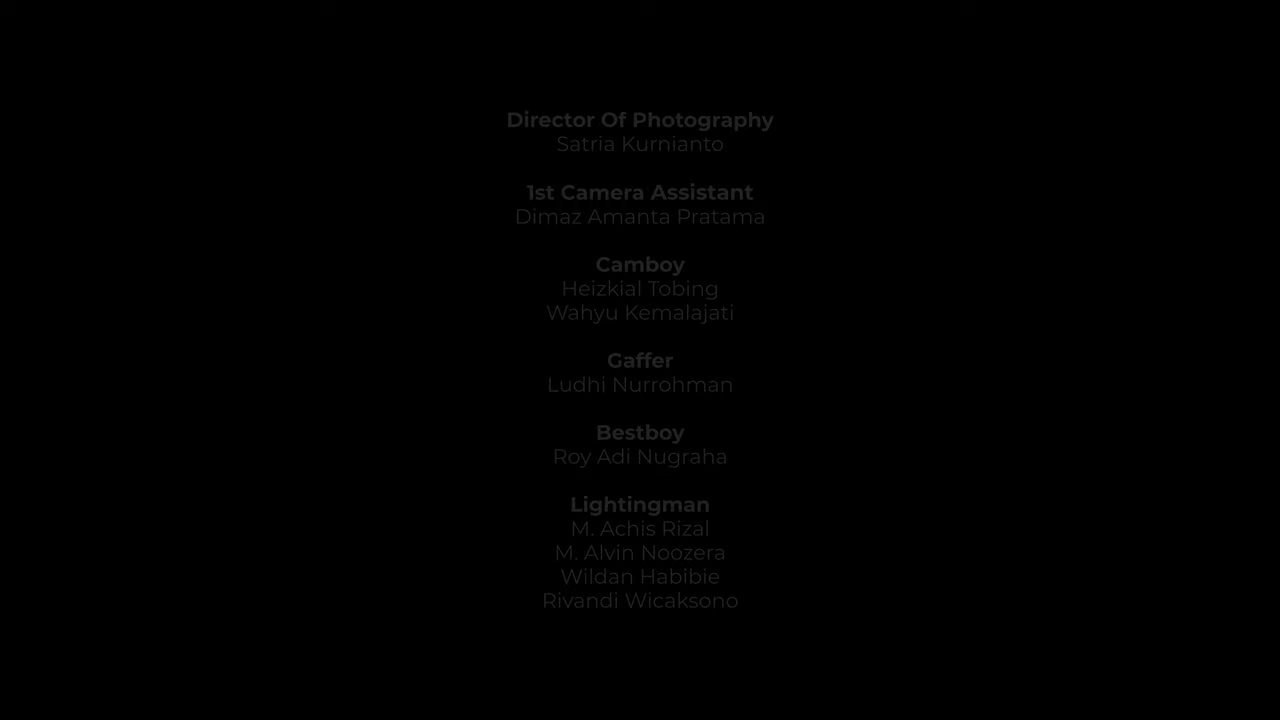 Director Of Photography
Satria Kurnianto
1st Camera Assistant
Dimaz Amanta Pratama
Camboy
Heizkial Tobing
Wahyu Kemalajati
Gaffer
Ludhi Nurrohman
Bestboy
Roy Adi Nugraha
Lightingman
M. Achis Rizal
M. Alvin Noozera
Wildan Habibie
Rivandi Wicaksono